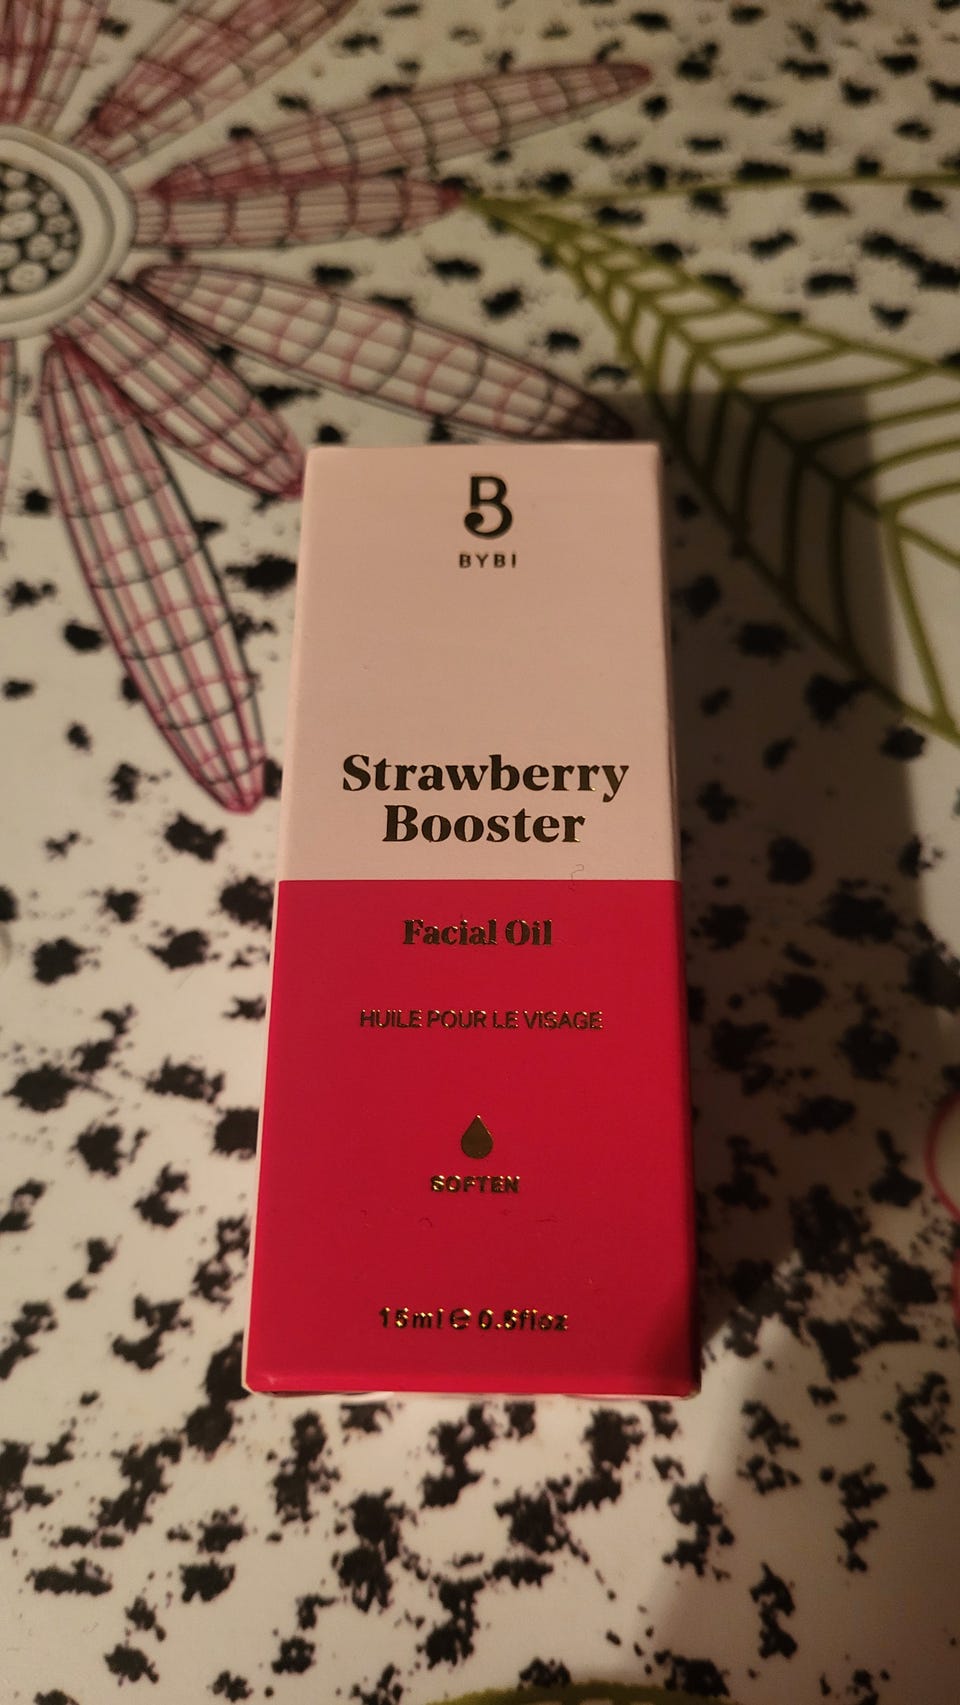 B
BYBI
Strawberry
Booster
Facial Oil
HUILE POUR LE VISAGE
SOFTEN
15ml e 0.5floz